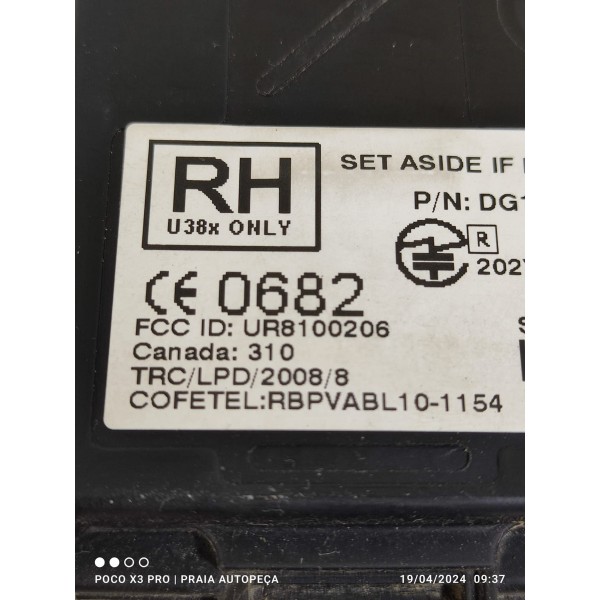 RH
U38x ONLY
SET ASIDE IF
P/N: DG1
R
202
CE 0682
FCC ID: UR8100206
Canada: 310
TRC/LPD/2008/8
COFETEL:RBPVABL10-1154
S
POCO X3 PRO | PRAIA AUTOPEÇA
19/04/2024 09:37